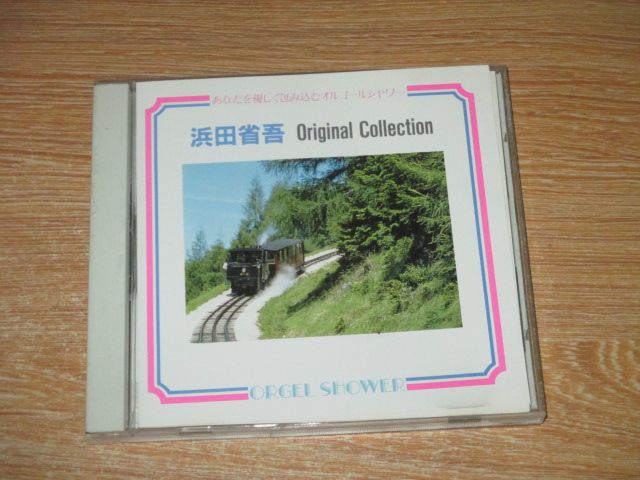 あなたを優しく包み込むオルゴールシャワー
浜田省吾 Original Collection
ORGEL SHOWER